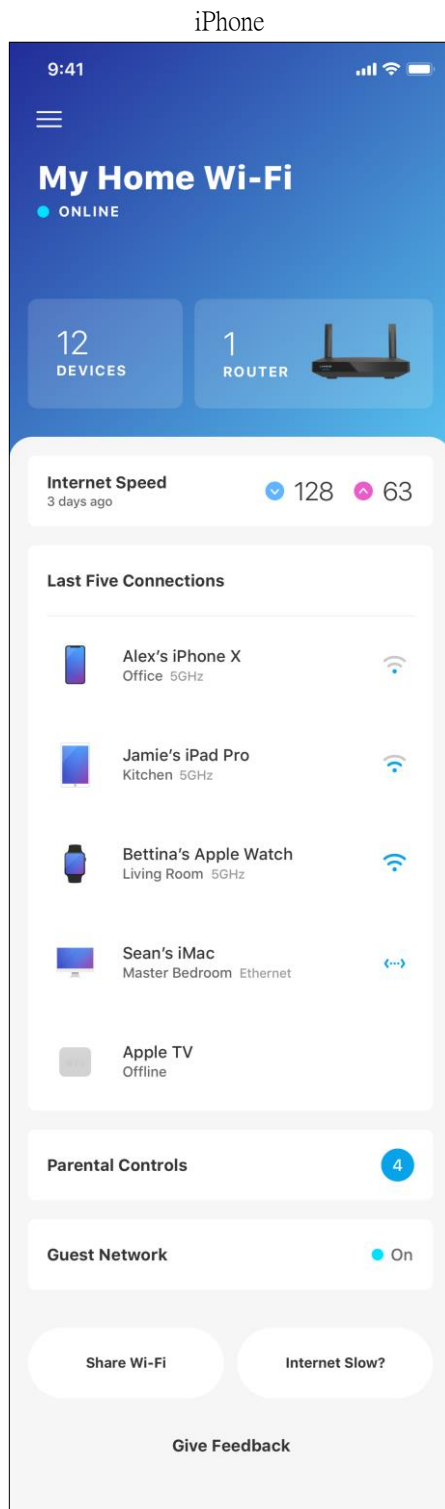 iPhone
9:41
My Home Wi-Fi
ONLINE
12
DEVICES
1
ROUTER
Internet Speed
3 days ago
128
63
Last Five Connections
Alex's iPhone X
Office 5GHz
Jamie's iPad Pro
Kitchen 5GHz
Bettina's Apple Watch
Living Room 5GHz
Sean's iMac
Master Bedroom Ethernet
Apple TV
Offline
Parental Controls
4
Guest Network
On
Share Wi-Fi
Internet Slow?
Give Feedback